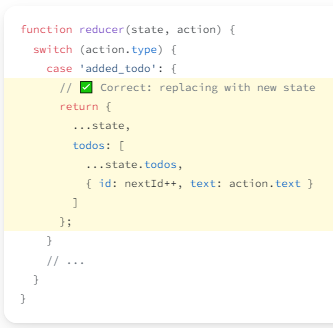 function reducer(state, action) {
  switch (action.type) {
    case 'added_todo': {
      // ✅ Correct: replacing with new state
      return {
        ...state,
        todos: [
          ...state.todos,
          { id: nextId++, text: action.text }
        ]
      };
    }
    // ...
  }
}